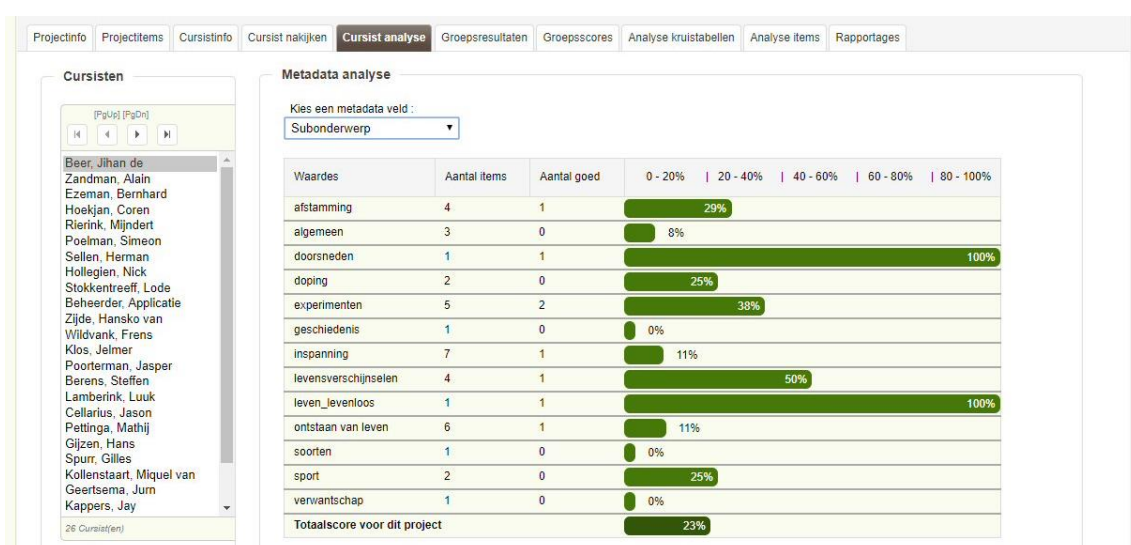 Projectinfo Projectitems Cursistinfo Cursist nakijken Cursist analyse Groepsresultaten Groepsscores Analyse kruistabellen Analyse items Rapportages
Cursisten
[PgUp] [PgDn]
Beer, Jihan de
Zandman, Alain
Ezeman, Bernhard
Hoekjan, Coren
Rierink, Mijndert
Poelman, Simeon
Sellen, Herman
Hollegien, Nick
Stokkentreeff, Lode
Beheerder, Applicatie
Zijde, Hansko van
Wildvank, Frens
Klos, Jelmer
Poorterman, Jasper
Berens, Steffen
Lamberink, Luuk
Cellarius, Jason
Pettinga, Mathij
Gijzen, Hans
Spurr, Gilles
Kollenstaart, Miquel van
Geertsema, Jurn
Kappers, Jay
26 Cursist(en)
Metadata analyse
Kies een metadata veld :
Subonderwerp
Waardes Aantal items Aantal goed 0 - 20% | 20 - 40% | 40 - 60% | 60 - 80% | 80 - 100%
afstamming 4 1 29%
algemeen 3 0 8%
doorsneden 1 1 100%
doping 2 0 25%
experimenten 5 2 38%
geschiedenis 1 0 0%
inspanning 7 1 11%
levensverschijnselen 4 1 50%
leven_levenloos 1 1 100%
ontstaan van leven 6 1 11%
soorten 1 0 0%
sport 2 0 25%
verwantschap 1 0 0%
Totaalscore voor dit project 23%